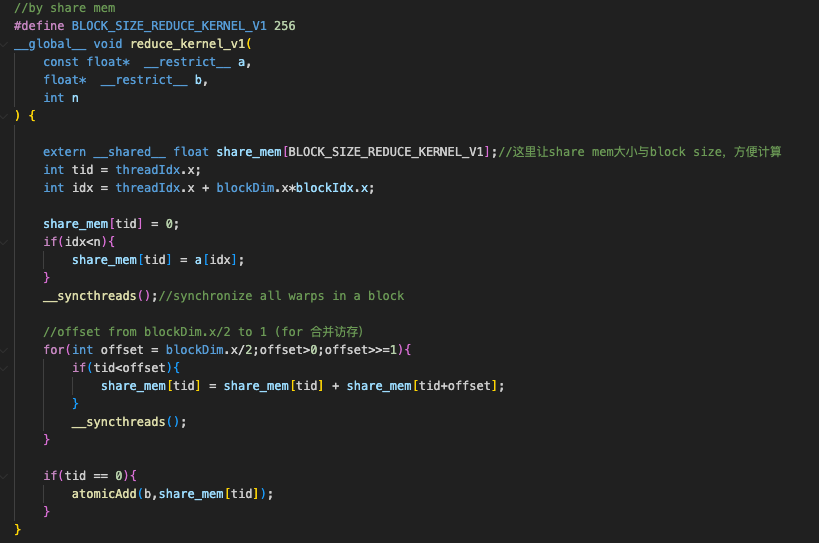 //by share mem
#define BLOCK_SIZE_REDUCE_KERNEL_V1 256
__global__ void reduce_kernel_v1(
    const float*  __restrict__ a,
    float*  __restrict__ b,
    int n
) {
    extern __shared__ float share_mem[BLOCK_SIZE_REDUCE_KERNEL_V1];//这里让share mem大小与block size，方便计算
    int tid = threadIdx.x;
    int idx = threadIdx.x + blockDim.x*blockIdx.x;
    share_mem[tid] = 0;
    if(idx<n){
        share_mem[tid] = a[idx];
    }
    __syncthreads();//synchronize all warps in a block
    //offset from blockDim.x/2 to 1 (for 合并访存)
    for(int offset = blockDim.x/2;offset>0;offset>>=1){
        if(tid<offset){
            share_mem[tid] = share_mem[tid] + share_mem[tid+offset];
        }
        __syncthreads();
    }
    if(tid == 0){
        atomicAdd(b,share_mem[tid]);
    }
}